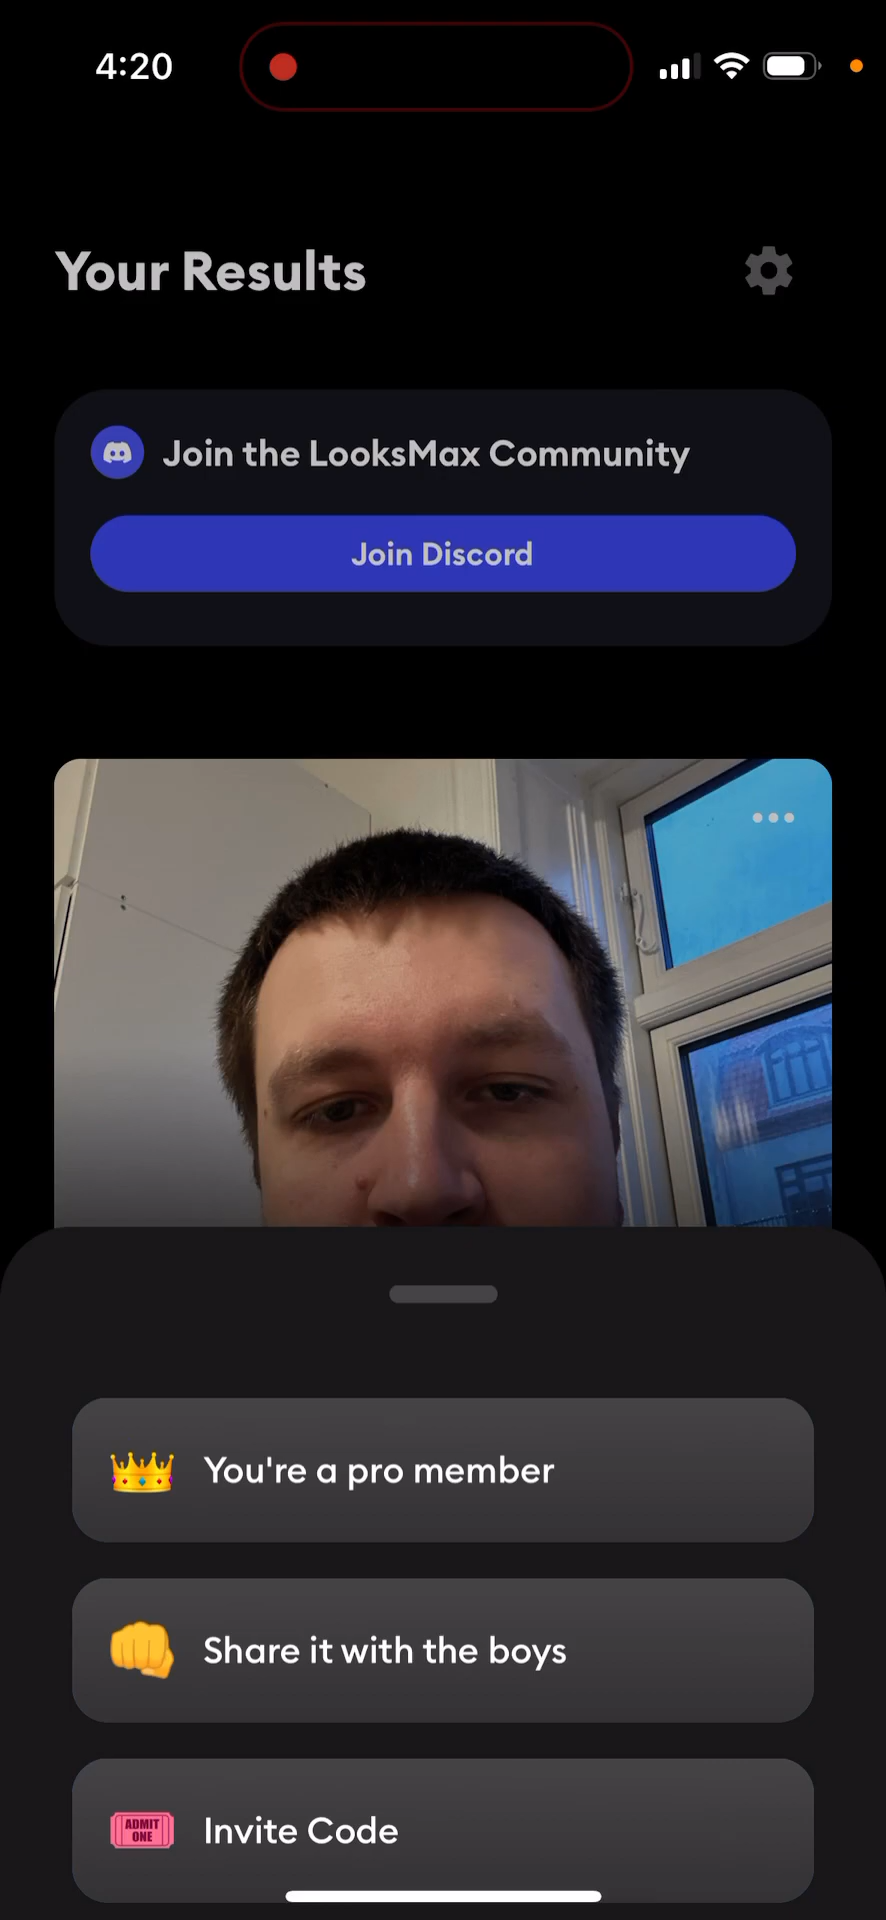 4:20
Your Results
Join the LooksMax Community
Join Discord
You're a pro member
Share it with the boys
ADMIT
ONE
Invite Code